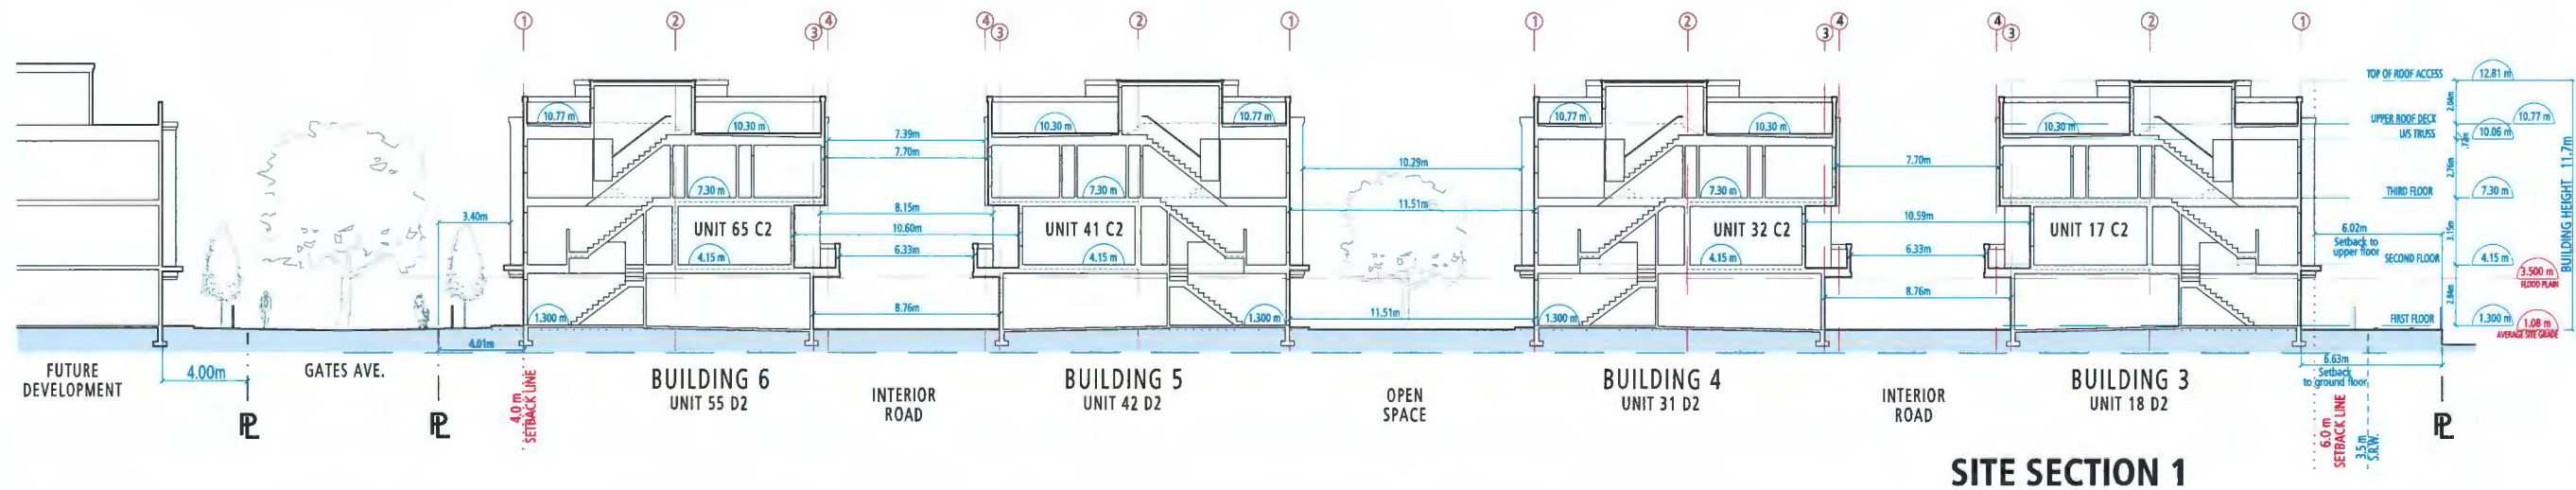 1 2 3 4 4 3 2 1 1 2 3 4 4 3 2 1
TOP OF ROOF ACCESS 12.81 m
2.04m
10.77 m 10.30 m 10.30 m 10.77 m 10.77 m 10.30 m 10.30 m UPPER ROOF DECK 10.77 m
U/S TRUSS 10.06 m
7.39m
7.70m
10.29m
7.70m
2.76m
BUILDING HEIGHT 11.7m
7.30 m 7.30 m 7.30 m 7.30 m THIRD FLOOR 7.30 m
3.40m
8.15m
11.51m
10.59m
UNIT 65 C2
10.60m
UNIT 41 C2
UNIT 32 C2
UNIT 17 C2
6.02m
Setback to
upper floor
3.15m
6.33m
6.33m
4.15 m 4.15 m 4.15 m SECOND FLOOR 4.15 m
3.500 m
FLOOD PLAIN
2.84m
8.76m
8.76m
11.51m
1.300 m 1.300 m 1.300 m FIRST FLOOR 1.300 m
1.08 m
AVERAGE SITE GRADE
4.01m
6.63m
Setback
to ground floor
FUTURE
DEVELOPMENT
4.00m
GATES AVE.
4.0 m
SETBACK LINE
BUILDING 6
UNIT 55 D2
INTERIOR
ROAD
BUILDING 5
UNIT 42 D2
OPEN
SPACE
BUILDING 4
UNIT 31 D2
INTERIOR
ROAD
BUILDING 3
UNIT 18 D2
6.0 m
SETBACK LINE
3.5 m
S.R.W.
PL PL PL
SITE SECTION 1